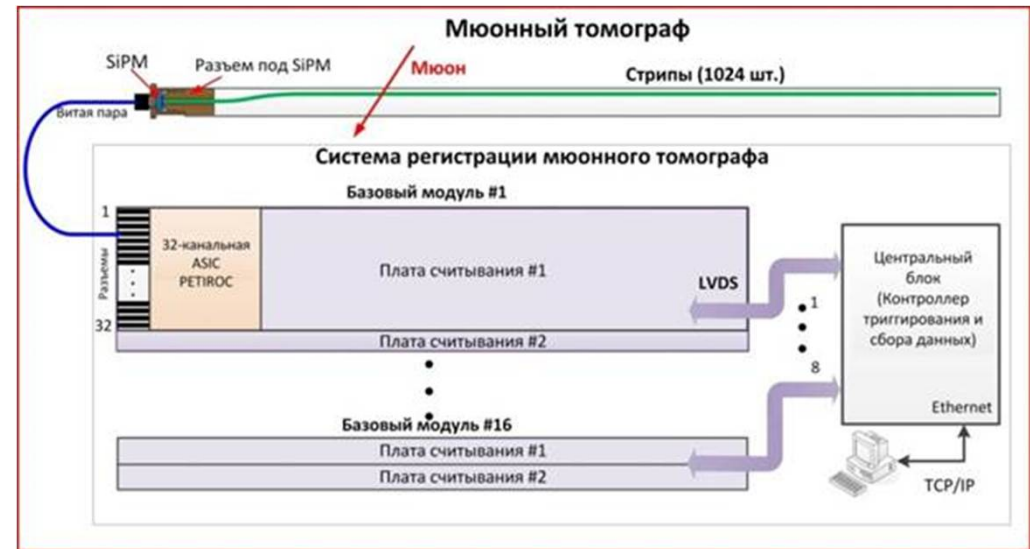 Мюонный томограф
SiPM
Разъем под SiPM
Мюон
Стрипы (1024 шт.)
Витая пара
Система регистрации мюонного томографа
Базовый модуль #1
1
Разъемы
32
32-канальная
ASIC
PETIROC
Плата считывания #1
LVDS
Плата считывания #2
1
8
Центральный
блок
(Контроллер
триггирования и
сбора данных)
Ethernet
Базовый модуль #16
Плата считывания #1
Плата считывания #2
TCP/IP